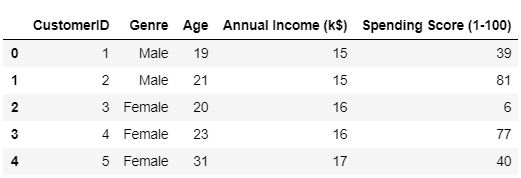 CustomerID Genre Age Annual Income (k$) Spending Score (1-100)
0 1 Male 19 15 39
1 2 Male 21 15 81
2 3 Female 20 16 6
3 4 Female 23 16 77
4 5 Female 31 17 40